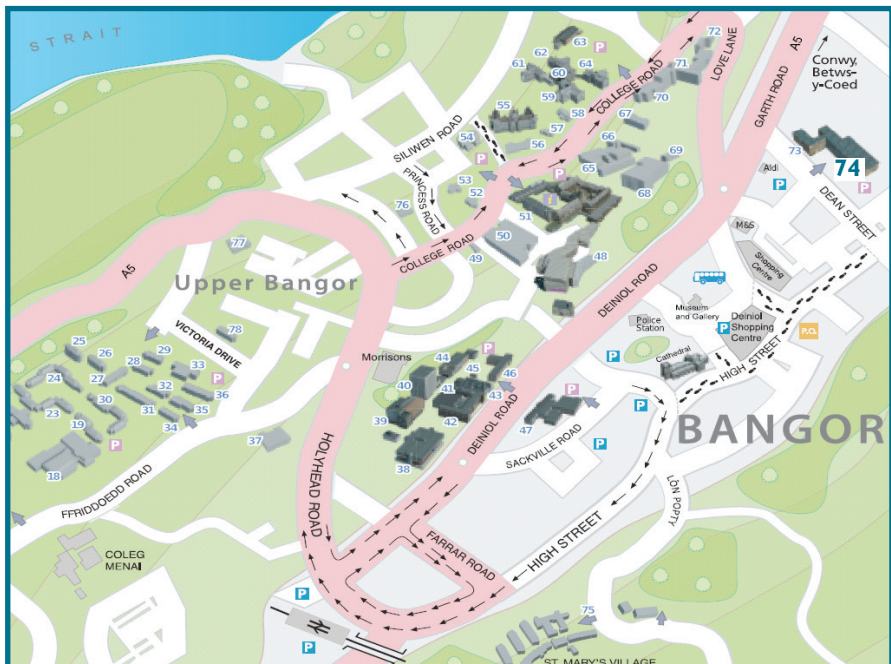 STRAIT
63
P
72
62
61
64
60
71
LOVE LANE
A5
Conwy,
Betws-
y-Coed
59
COLLEGE ROAD
70
GARTH ROAD
55
58
67
57
SILIWEN ROAD
54
56
66
69
73
74
Aldi
P
P
P
P
65
53
68
PRINCESS ROAD
52
DEAN STREET
76
51
i
M&S
50
48
Shopping
Centre
77
COLLEGE ROAD
49
A5
Upper Bangor
DEINIOL ROAD
Museum
and Gallery
Police
Station
P
Deiniol
Shopping
Centre
P.O.
VICTORIA DRIVE
78
25
26
28
29
33
P
Morrisons
44
45
P
46
P
Cathedral
HIGH STREET
24
27
32
36
40
41
43
P
P
23
30
31
35
34
39
42
47
BANGOR
19
P
37
38
DEINIOL ROAD
SACKVILLE ROAD
P
18
HOLYHEAD ROAD
LÔN POPTY
FFRIDDOEDD ROAD
FARRAR ROAD
HIGH STREET
COLEG
MENAI
P
75
P
ST. MARY'S VILLAGE